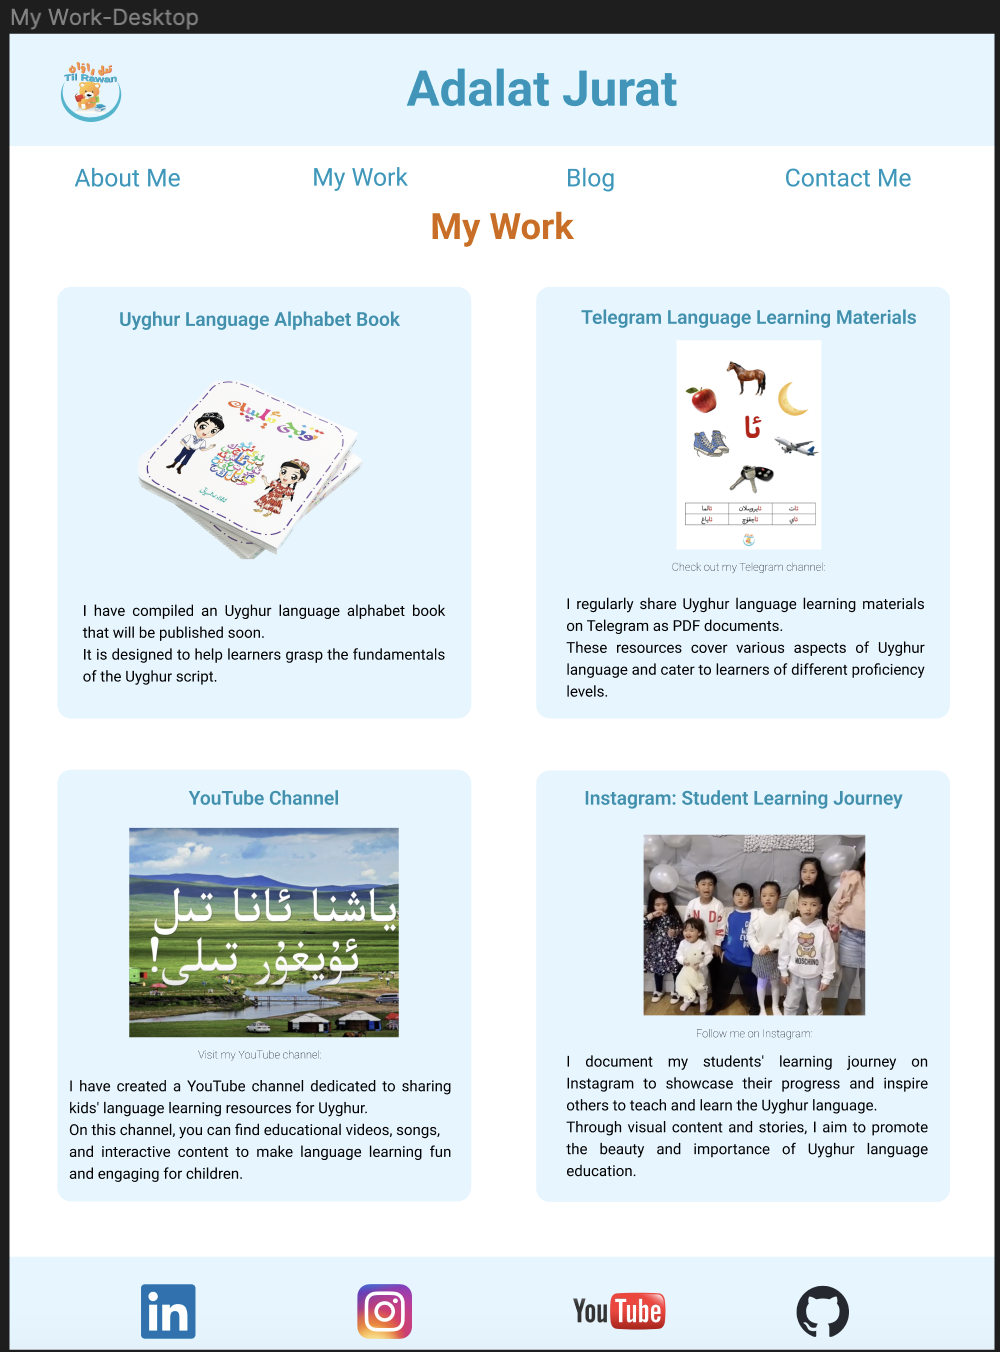 My Work-Desktop
تىل راۋان
Til Rawan
Adalat Jurat
About Me
My Work
Blog
Contact Me
My Work
Uyghur Language Alphabet Book
Telegram Language Learning Materials
ئا
ئات ئايروپىلان ئالما
ئاي ئاچقۇچ ئاياغ
Check out my Telegram channel:
I have compiled an Uyghur language alphabet book
that will be published soon.
It is designed to help learners grasp the fundamentals
of the Uyghur script.
I regularly share Uyghur language learning materials
on Telegram as PDF documents.
These resources cover various aspects of Uyghur
language and cater to learners of different proficiency
levels.
YouTube Channel
ياشنا ئانا تىل
ئۇيغۇر تىلى!
Visit my YouTube channel:
I have created a YouTube channel dedicated to sharing
kids' language learning resources for Uyghur.
On this channel, you can find educational videos, songs,
and interactive content to make language learning fun
and engaging for children.
Instagram: Student Learning Journey
MOSCHINO
Follow me on Instagram:
I document my students' learning journey on
Instagram to showcase their progress and inspire
others to teach and learn the Uyghur language.
Through visual content and stories, I aim to promote
the beauty and importance of Uyghur language
education.
in
YouTube